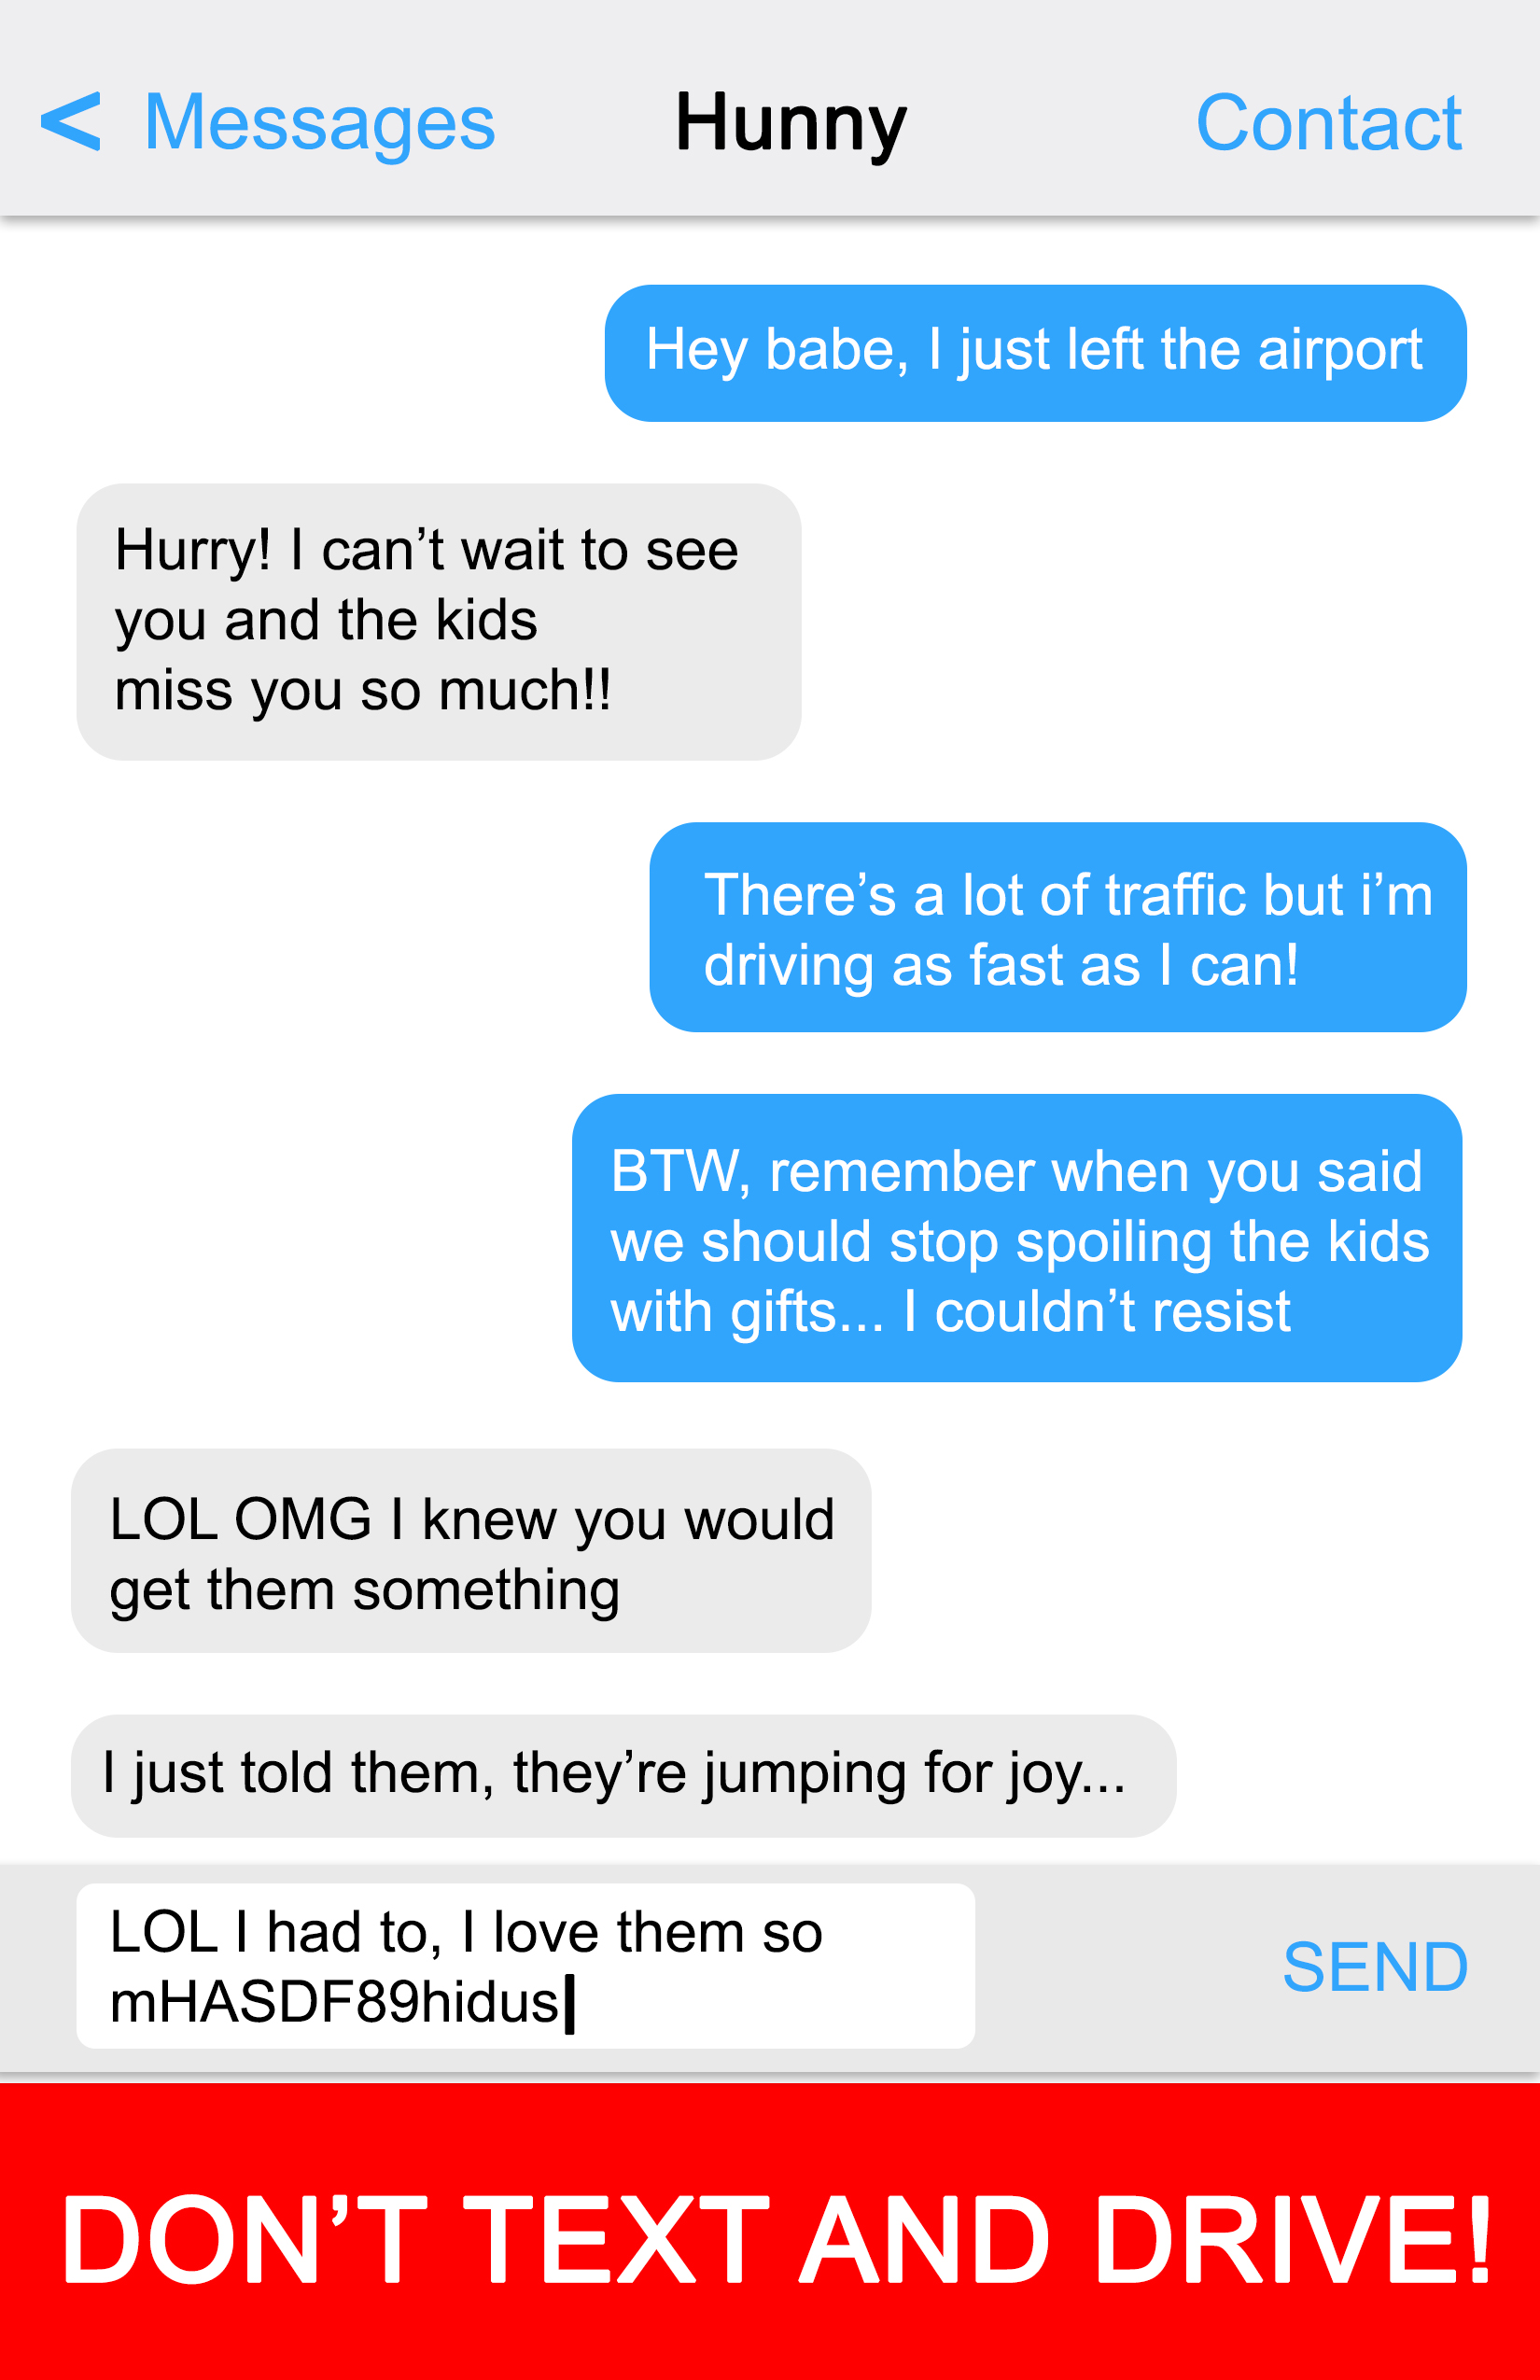 < Messages Hunny Contact
Hey babe, I just left the airport
Hurry! I can’t wait to see
you and the kids
miss you so much!!
There’s a lot of traffic but i’m
driving as fast as I can!
BTW, remember when you said
we should stop spoiling the kids
with gifts... I couldn’t resist
LOL OMG I knew you would
get them something
I just told them, they’re jumping for joy...
LOL I had to, I love them so
mHASDF89hidus
SEND
DON’T TEXT AND DRIVE!